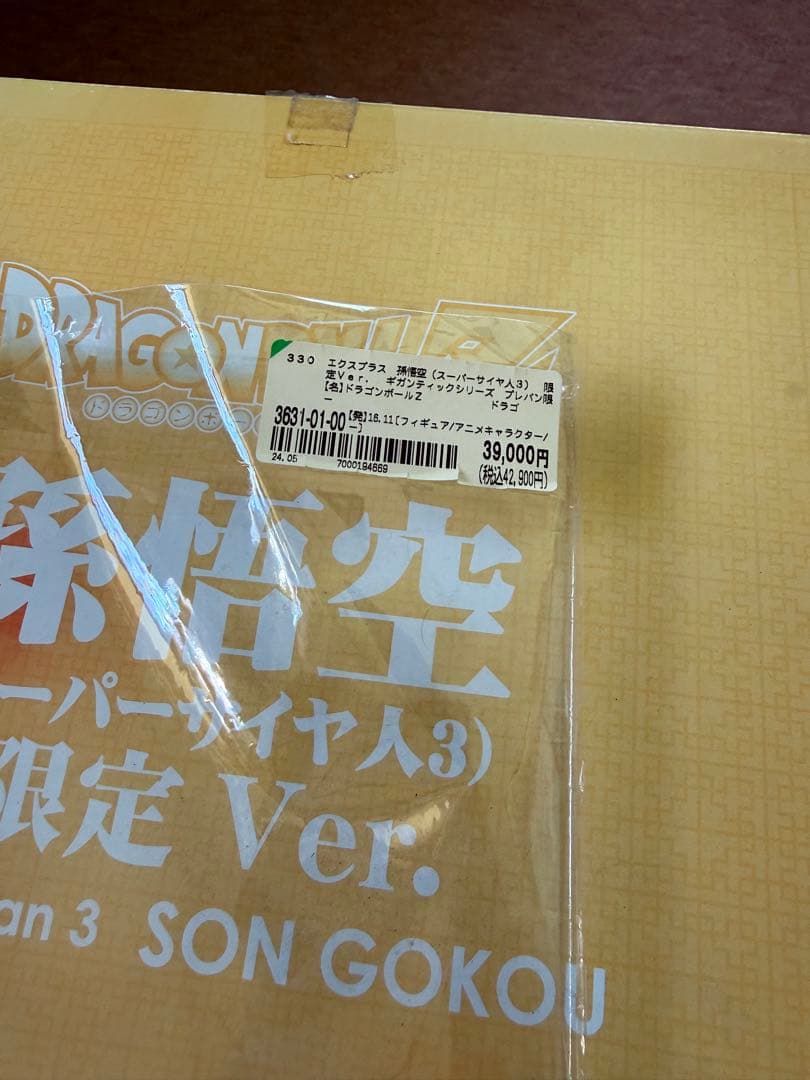 DRAGON
ドラゴンボー
330 エクスプラス 孫悟空(スーパーサイヤ人3) 限
定Ver. ギガンティックシリーズ プレバン限
【名】ドラゴンボールZ ドラゴ
ー
3631-01-00 【発】16.11[フィギュア/アニメキャラクター/
ー]
39,000円
24.05 7000194669 (税込42,900円)
孫悟空
ーパーサイヤ人3)
限定 Ver.
an 3 SON GOKOU